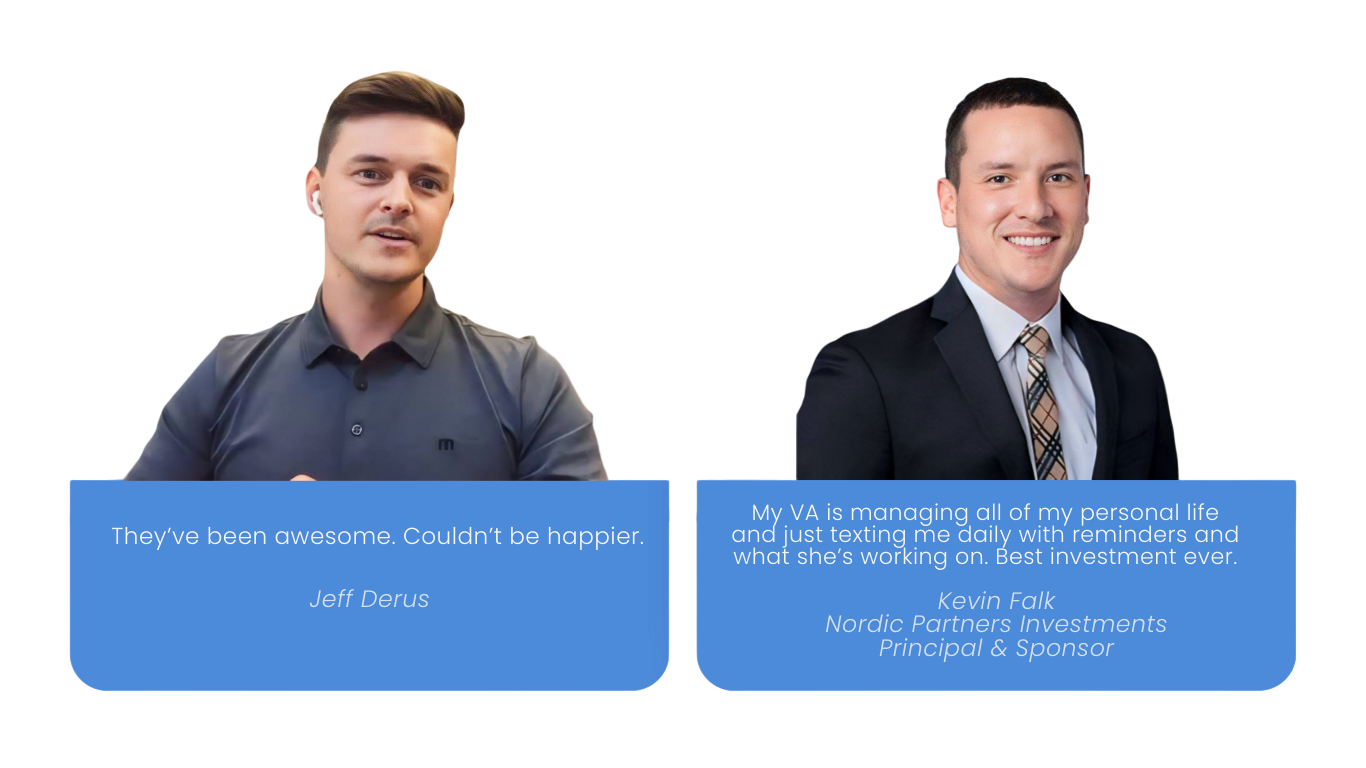 They’ve been awesome. Couldn’t be happier.
Jeff Derus
My VA is managing all of my personal life
and just texting me daily with reminders and
what she’s working on. Best investment ever.
Kevin Falk
Nordic Partners Investments
Principal & Sponsor